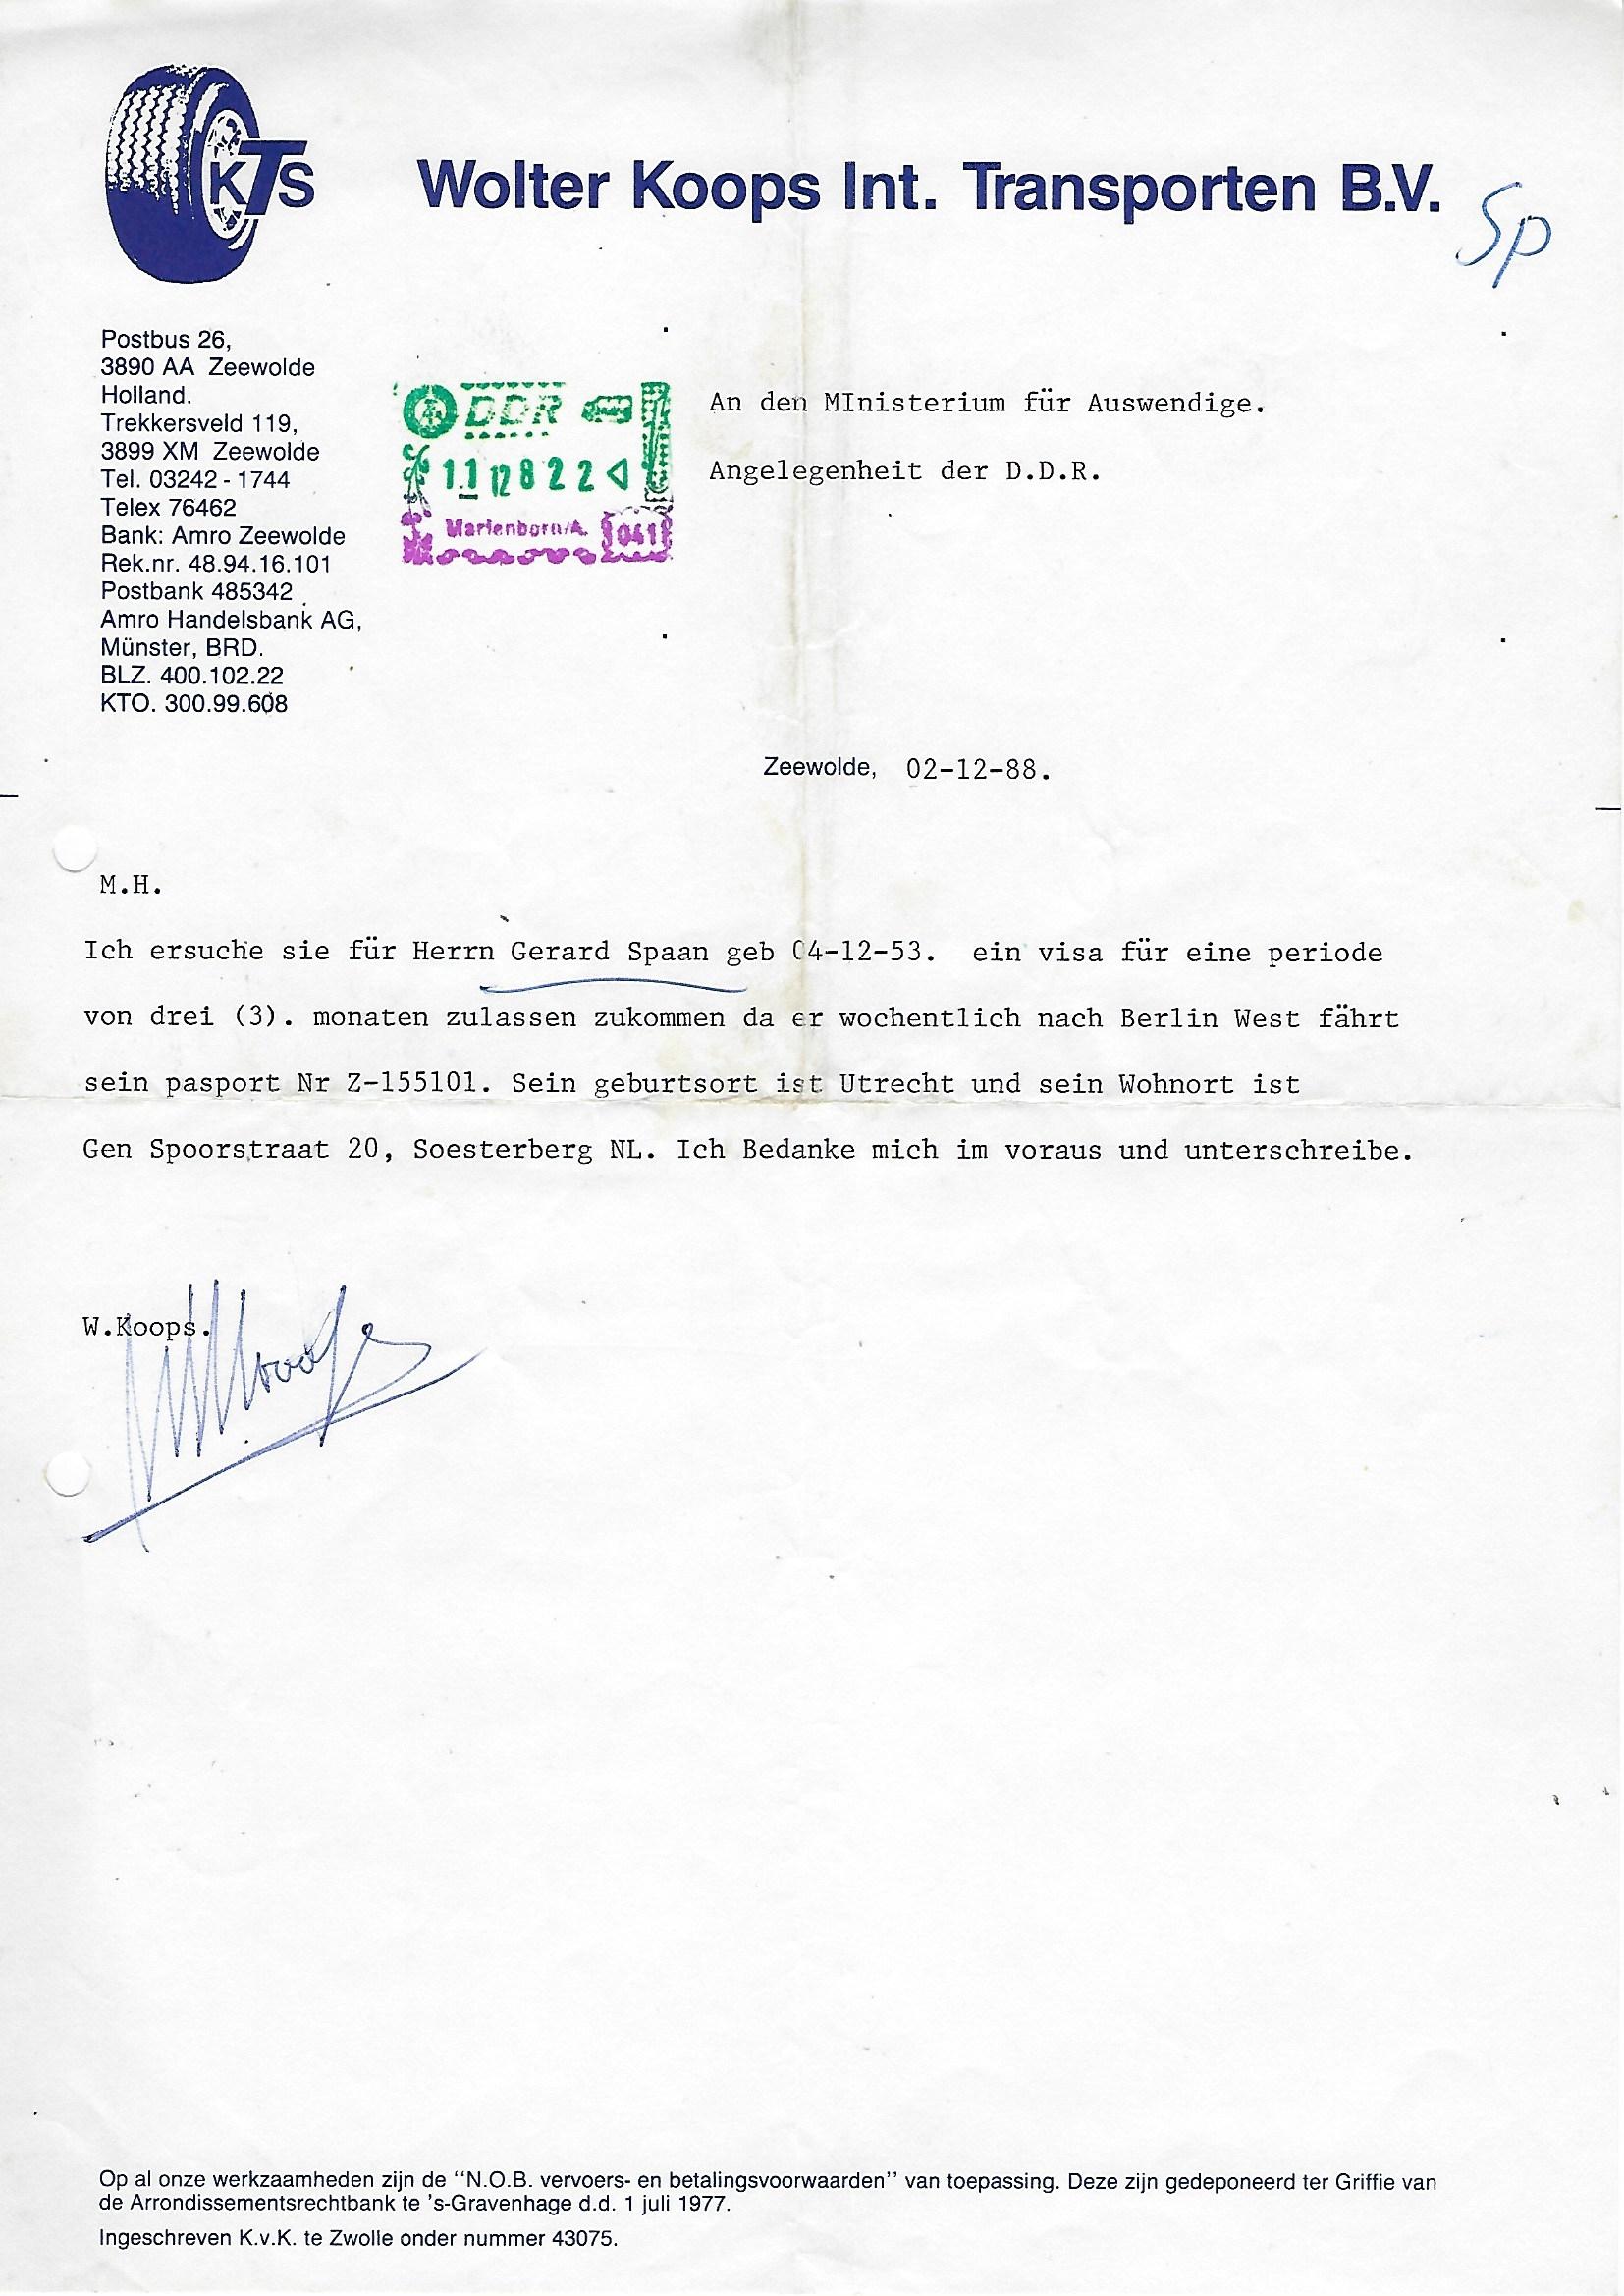 KTS
Wolter Koops Int. Transporten B.V.
Sp
Postbus 26,
3890 AA Zeewolde
Holland.
Trekkersveld 119,
3899 XM Zeewolde
Tel. 03242 - 1744
Telex 76462
Bank: Amro Zeewolde
Rek.nr. 48.94.16.101
Postbank 485342
Amro Handelsbank AG,
Münster, BRD.
BLZ. 400.102.22
KTO. 300.99.608
DDR
11 12 8 2 2
Marienborn/A. 041
An den MInisterium für Auswendige.
Angelegenheit der D.D.R.
Zeewolde, 02-12-88.
M.H.
Ich ersuche sie für Herrn Gerard Spaan geb 04-12-53. ein visa für eine periode
von drei (3). monaten zulassen zukommen da er wochentlich nach Berlin West fährt
sein pasport Nr Z-155101. Sein geburtsort ist Utrecht und sein Wohnort ist
Gen Spoorstraat 20, Soesterberg NL. Ich Bedanke mich im voraus und unterschreibe.
W.Koops.
WKoops
Op al onze werkzaamheden zijn de "N.O.B. vervoers- en betalingsvoorwaarden" van toepassing. Deze zijn gedeponeerd ter Griffie van
de Arrondissementsrechtbank te 's-Gravenhage d.d. 1 juli 1977.
Ingeschreven K.v.K. te Zwolle onder nummer 43075.